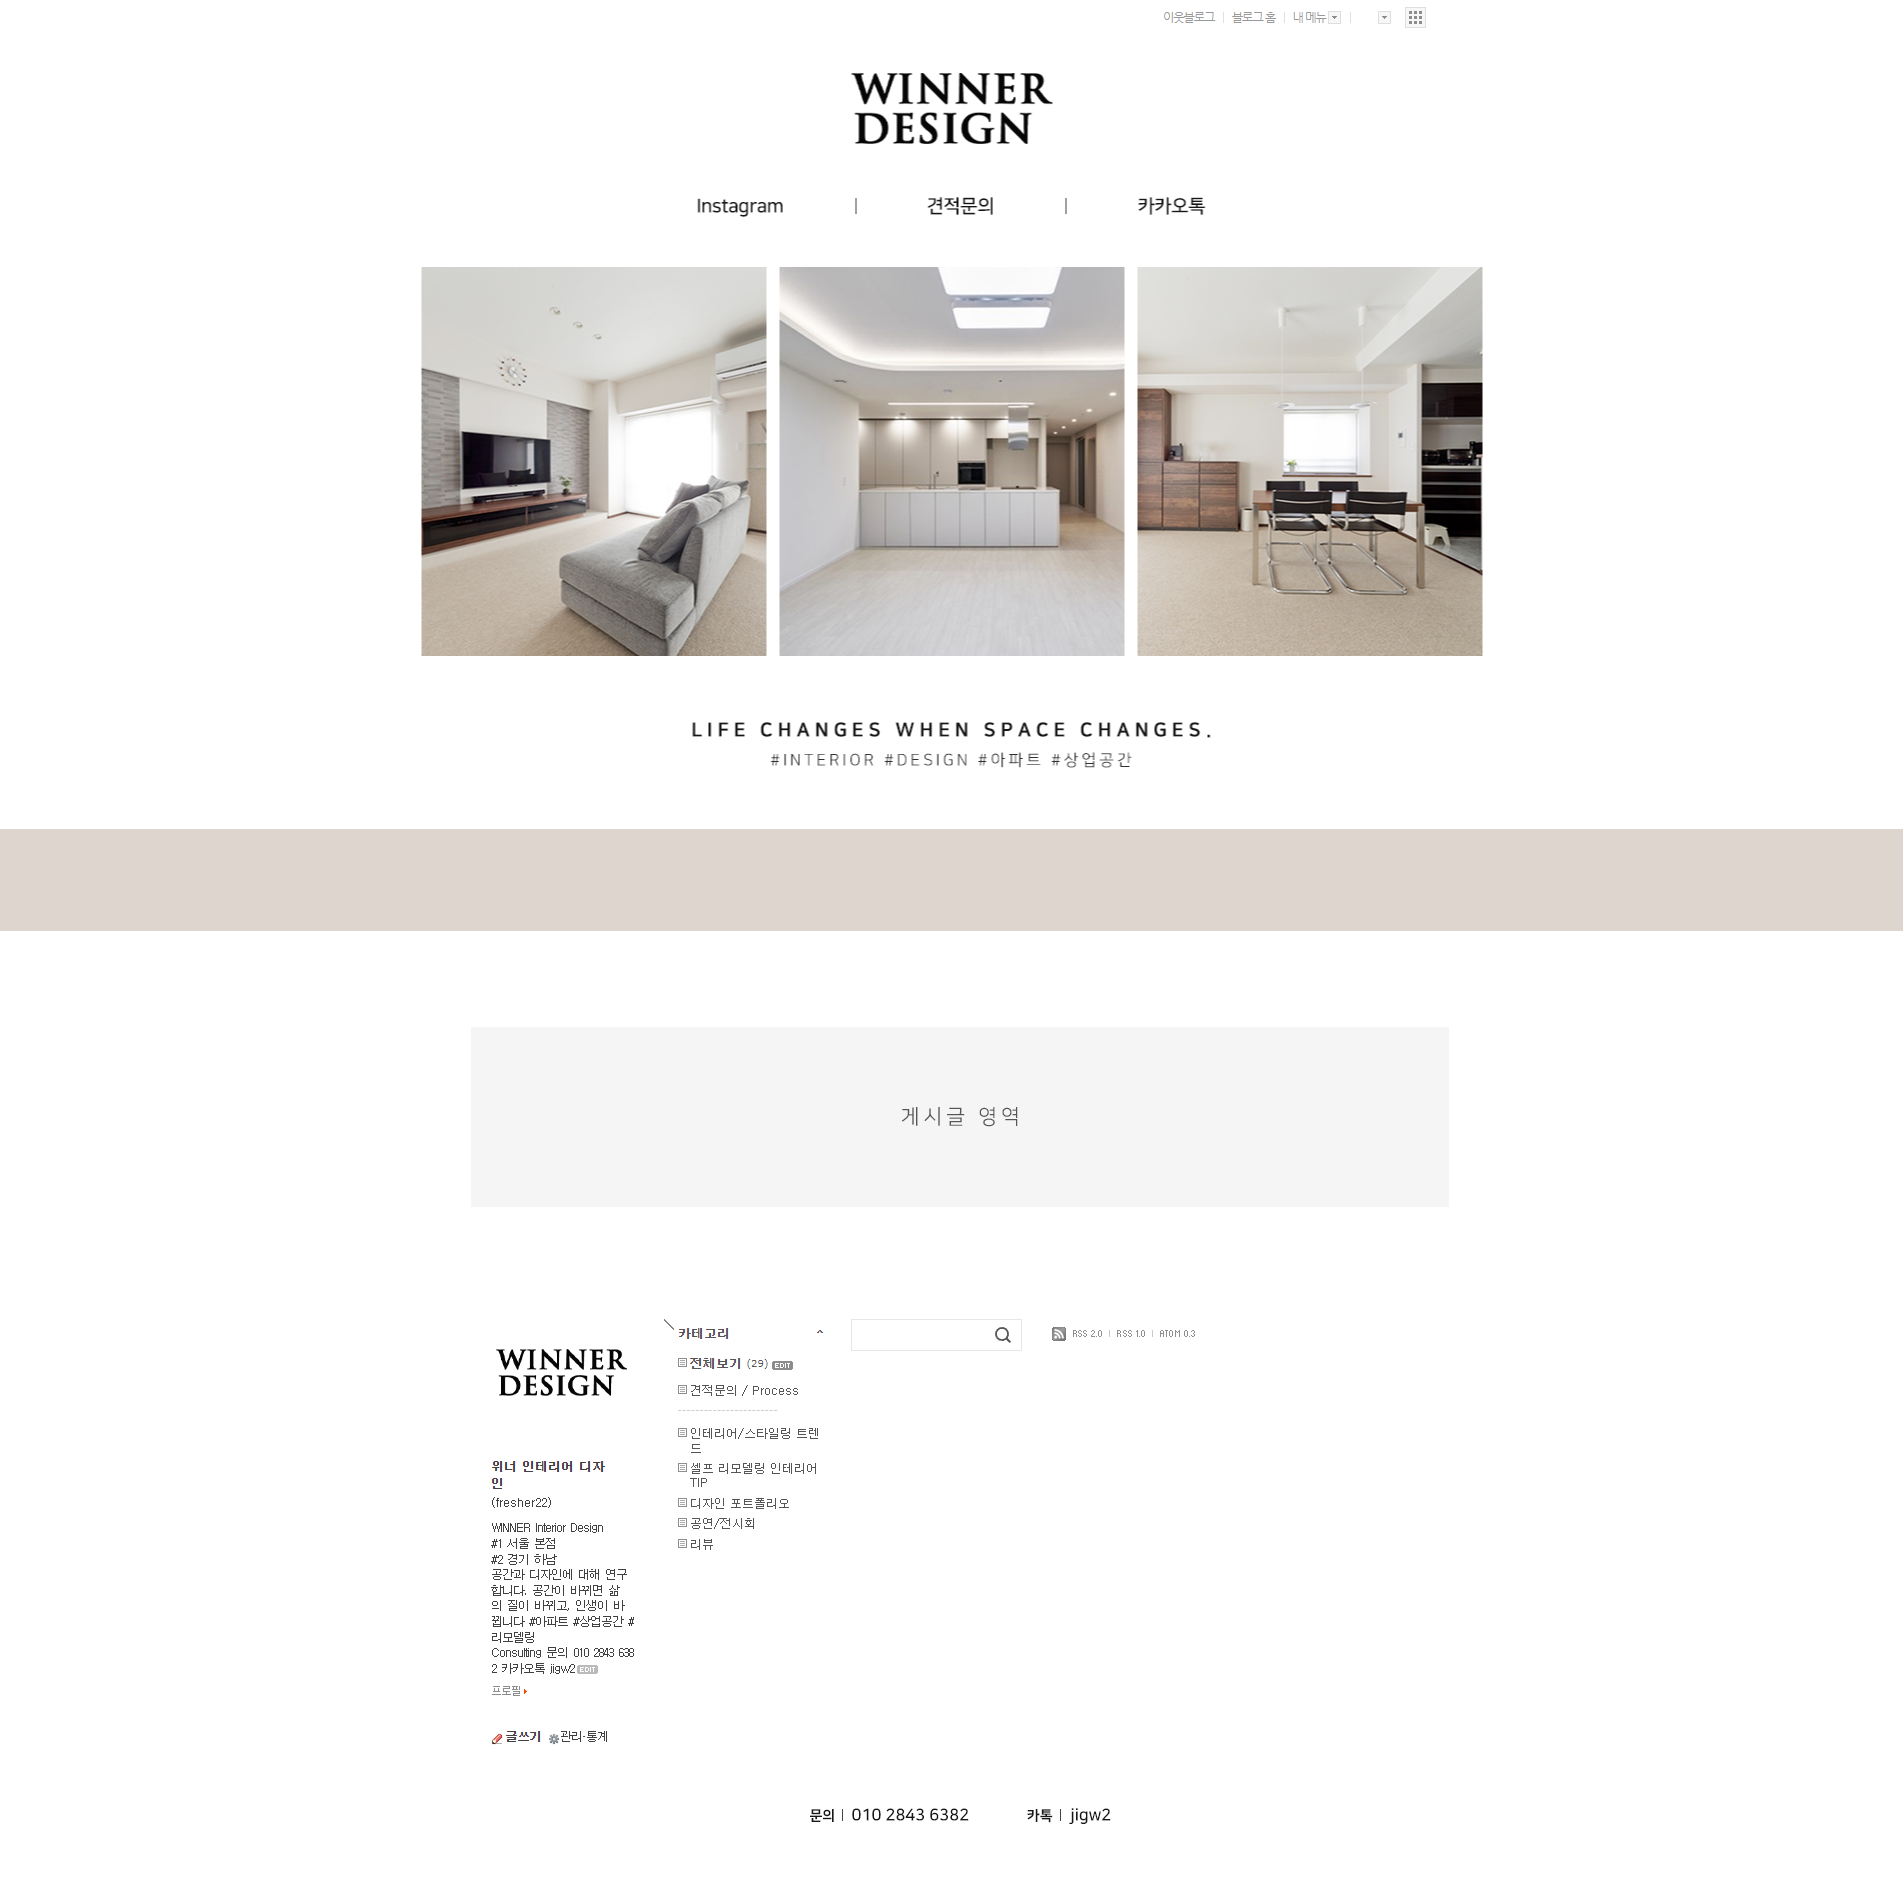 이웃블로그 | 블로그 홈 | 내 메뉴
WINNER
DESIGN
Instagram | 견적문의 | 카카오톡
LIFE CHANGES WHEN SPACE CHANGES.
#INTERIOR #DESIGN #아파트 #상업공간
게시글 영역
WINNER
DESIGN
위너 인테리어 디자
인
(fresher22)
WINNER Interior Design
#1 서울 본점
#2 경기 하남
공간과 디자인에 대해 연구
합니다. 공간이 바뀌면 삶
의 질이 바뀌고, 인생이 바
뀝니다 #아파트 #상업공간 #
리모델링
Consulting 문의 010 2843 638
2 카카오톡 jigw2 EDIT
프로필
글쓰기 관리·통계
카테고리
전체보기 (29) EDIT
견적문의 / Process
인테리어/스타일링 트렌
드
셀프 리모델링 인테리어
TIP
디자인 포트폴리오
공연/전시회
리뷰
RSS 2.0 | RSS 1.0 | ATOM 0.3
문의 | 010 2843 6382 카톡 | jigw2